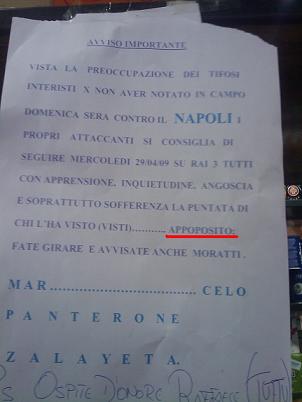 AVVISO IMPORTANTE
VISTA LA PREOCCUPAZIONE DEI TIFOSI
INTERISTI X NON AVER NOTATO IN CAMPO
DOMENICA SERA CONTRO IL NAPOLI I
PROPRI ATTACCANTI SI CONSIGLIA DI
SEGUIRE MERCOLEDI 29/04/09 SU RAI 3 TUTTI
CON APPRENSIONE, INQUIETUDINE, ANGOSCIA
E SOPRATTUTTO SOFFERENZA LA PUNTATA DI
CHI L'HA VISTO (VISTI).......... APPOPOSITO:
FATE GIRARE E AVVISATE ANCHE MORATTI.
MAR................................... CELO
PANTERONE
ZALAYETA.
PS OSPITE D'ONORE RAFFAELE (TUTTO)